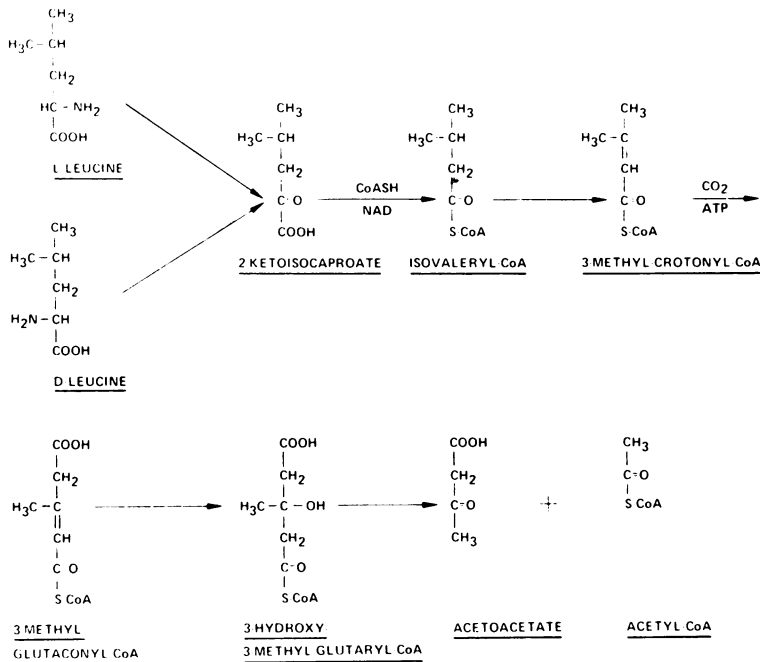 CH₃
H₃C-CH
CH₂
HC-NH₂
COOH
L LEUCINE
CH₃
H₃C-CH
CH₂
H₂N-CH
COOH
D LEUCINE
CH₃
H₃C-CH
CH₂
C O
COOH
2 KETOISOCAPROATE
CoASH
NAD
CH₃
H₃C-CH
CH₂
C O
S CoA
ISOVALERYL CoA
CH₃
H₃C-C
CH
C=O
S CoA
3 METHYL CROTONYL CoA
CO₂
ATP
COOH
CH₂
H₃C-C
CH
C O
S CoA
3 METHYL
GLUTACONYL CoA
COOH
CH₂
H₃C-C-OH
CH₂
C=O
S CoA
3 HYDROXY
3 METHYL GLUTARYL CoA
COOH
CH₂
C=O
CH₃
ACETOACETATE
+
CH₃
C=O
S CoA
ACETYL CoA